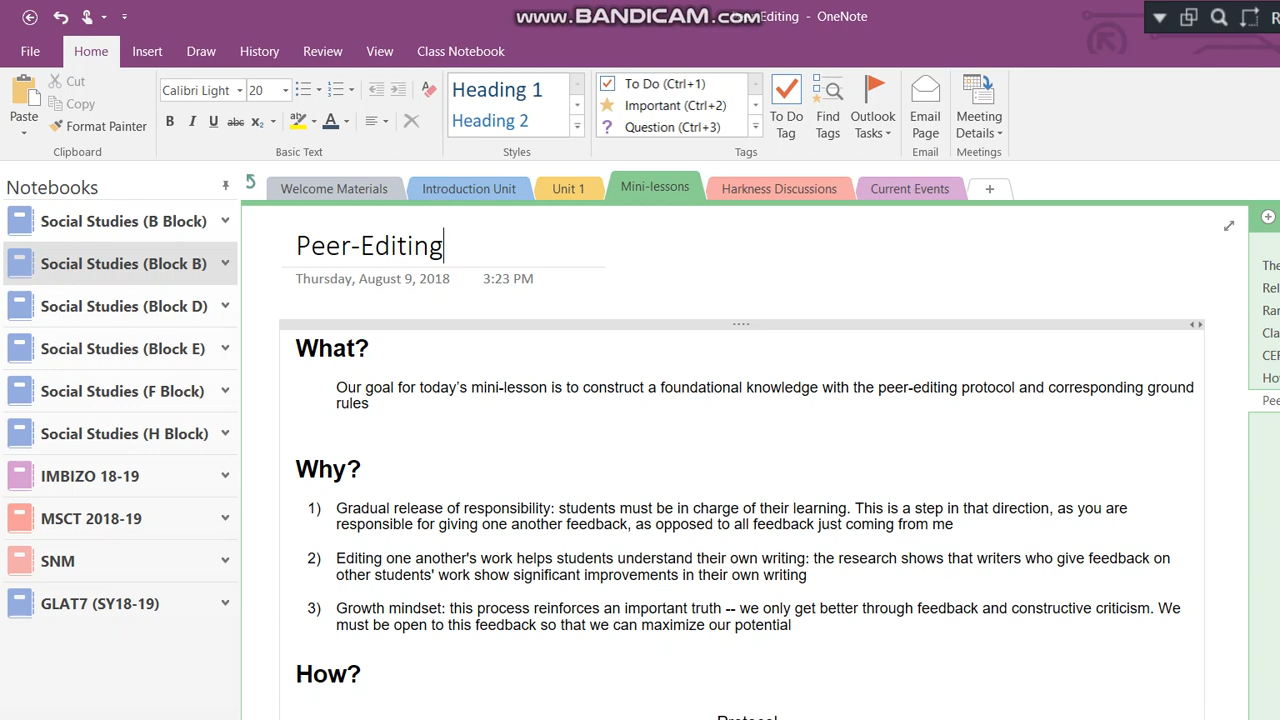 www.BANDICAM.com
Editing - OneNote
File Home Insert Draw History Review View Class Notebook
Paste
Cut
Copy
Format Painter
Clipboard
Calibri Light 20
B I U abc X2 A
Basic Text
Heading 1
Heading 2
Styles
To Do (Ctrl+1)
Important (Ctrl+2)
? Question (Ctrl+3)
To Do
Tag
Find
Tags
Outlook
Tasks
Tags
Email
Page
Email
Meeting
Details
Meetings
Notebooks
Social Studies (B Block)
Social Studies (Block B)
Social Studies (Block D)
Social Studies (Block E)
Social Studies (F Block)
Social Studies (H Block)
IMBIZO 18-19
MSCT 2018-19
SNM
GLAT7 (SY18-19)
Welcome Materials Introduction Unit Unit 1 Mini-lessons Harkness Discussions Current Events +
Peer-Editing
Thursday, August 9, 2018 3:23 PM
What?
Our goal for today's mini-lesson is to construct a foundational knowledge with the peer-editing protocol and corresponding ground
rules
Why?
1) Gradual release of responsibility: students must be in charge of their learning. This is a step in that direction, as you are
responsible for giving one another feedback, as opposed to all feedback just coming from me
2) Editing one another's work helps students understand their own writing: the research shows that writers who give feedback on
other students' work show significant improvements in their own writing
3) Growth mindset: this process reinforces an important truth -- we only get better through feedback and constructive criticism. We
must be open to this feedback so that we can maximize our potential
How?
Protocol
The
Rel
Ran
Cla
CEF
Hov
Pee